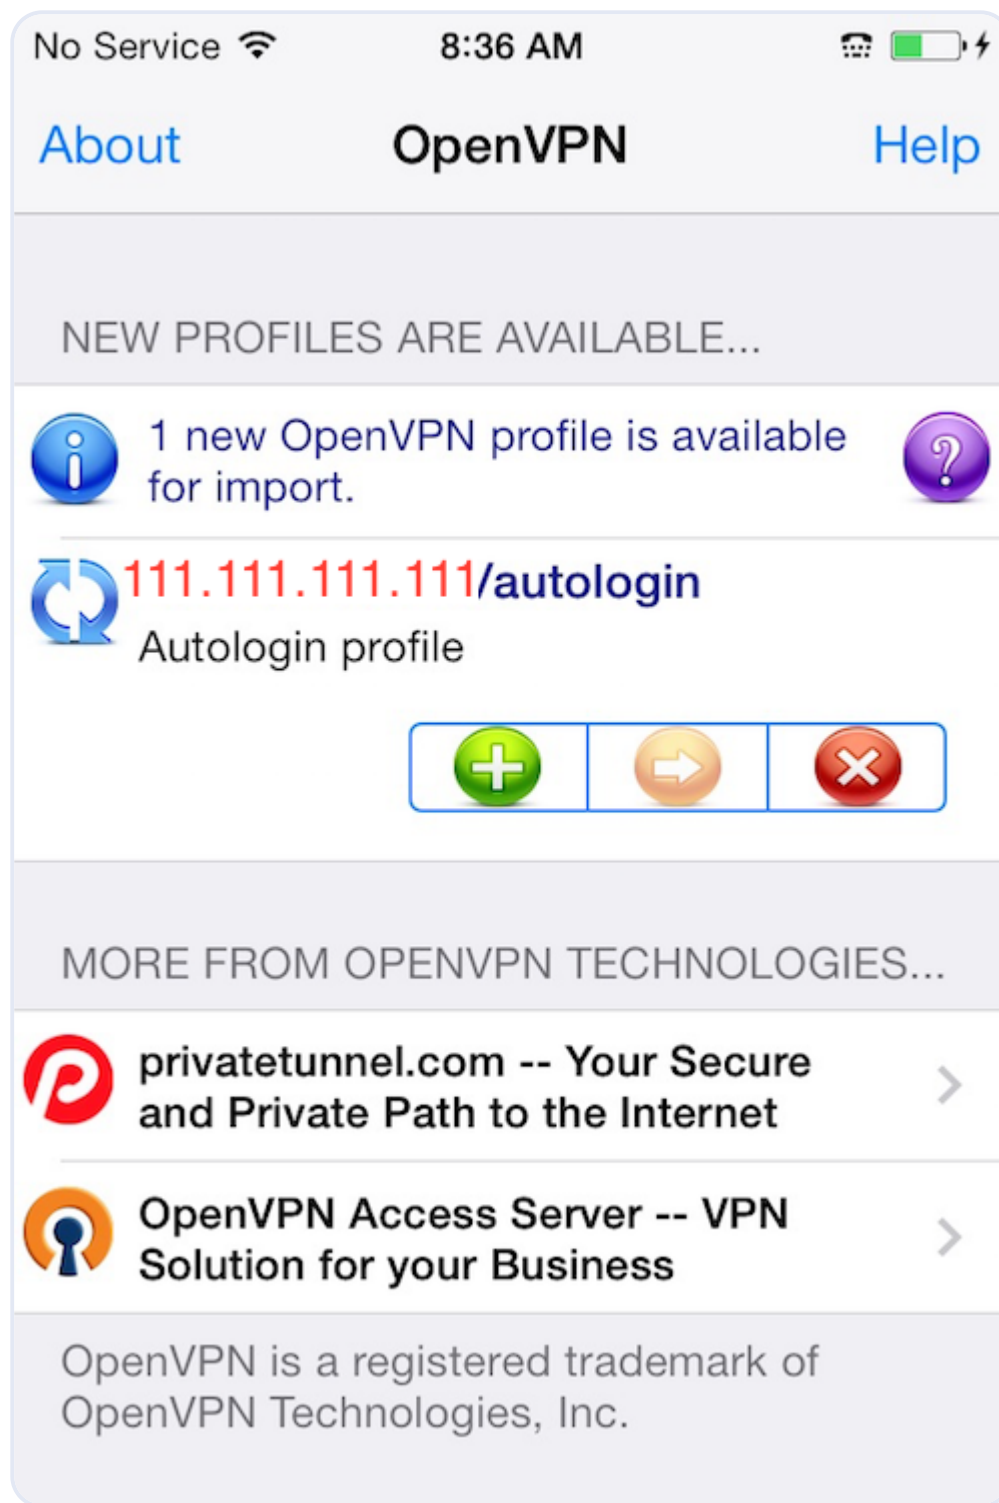 No Service 8:36 AM
About OpenVPN Help
NEW PROFILES ARE AVAILABLE...
1 new OpenVPN profile is available
for import.
111.111.111.111/autologin
Autologin profile
MORE FROM OPENVPN TECHNOLOGIES...
privatetunnel.com -- Your Secure
and Private Path to the Internet
OpenVPN Access Server -- VPN
Solution for your Business
OpenVPN is a registered trademark of
OpenVPN Technologies, Inc.